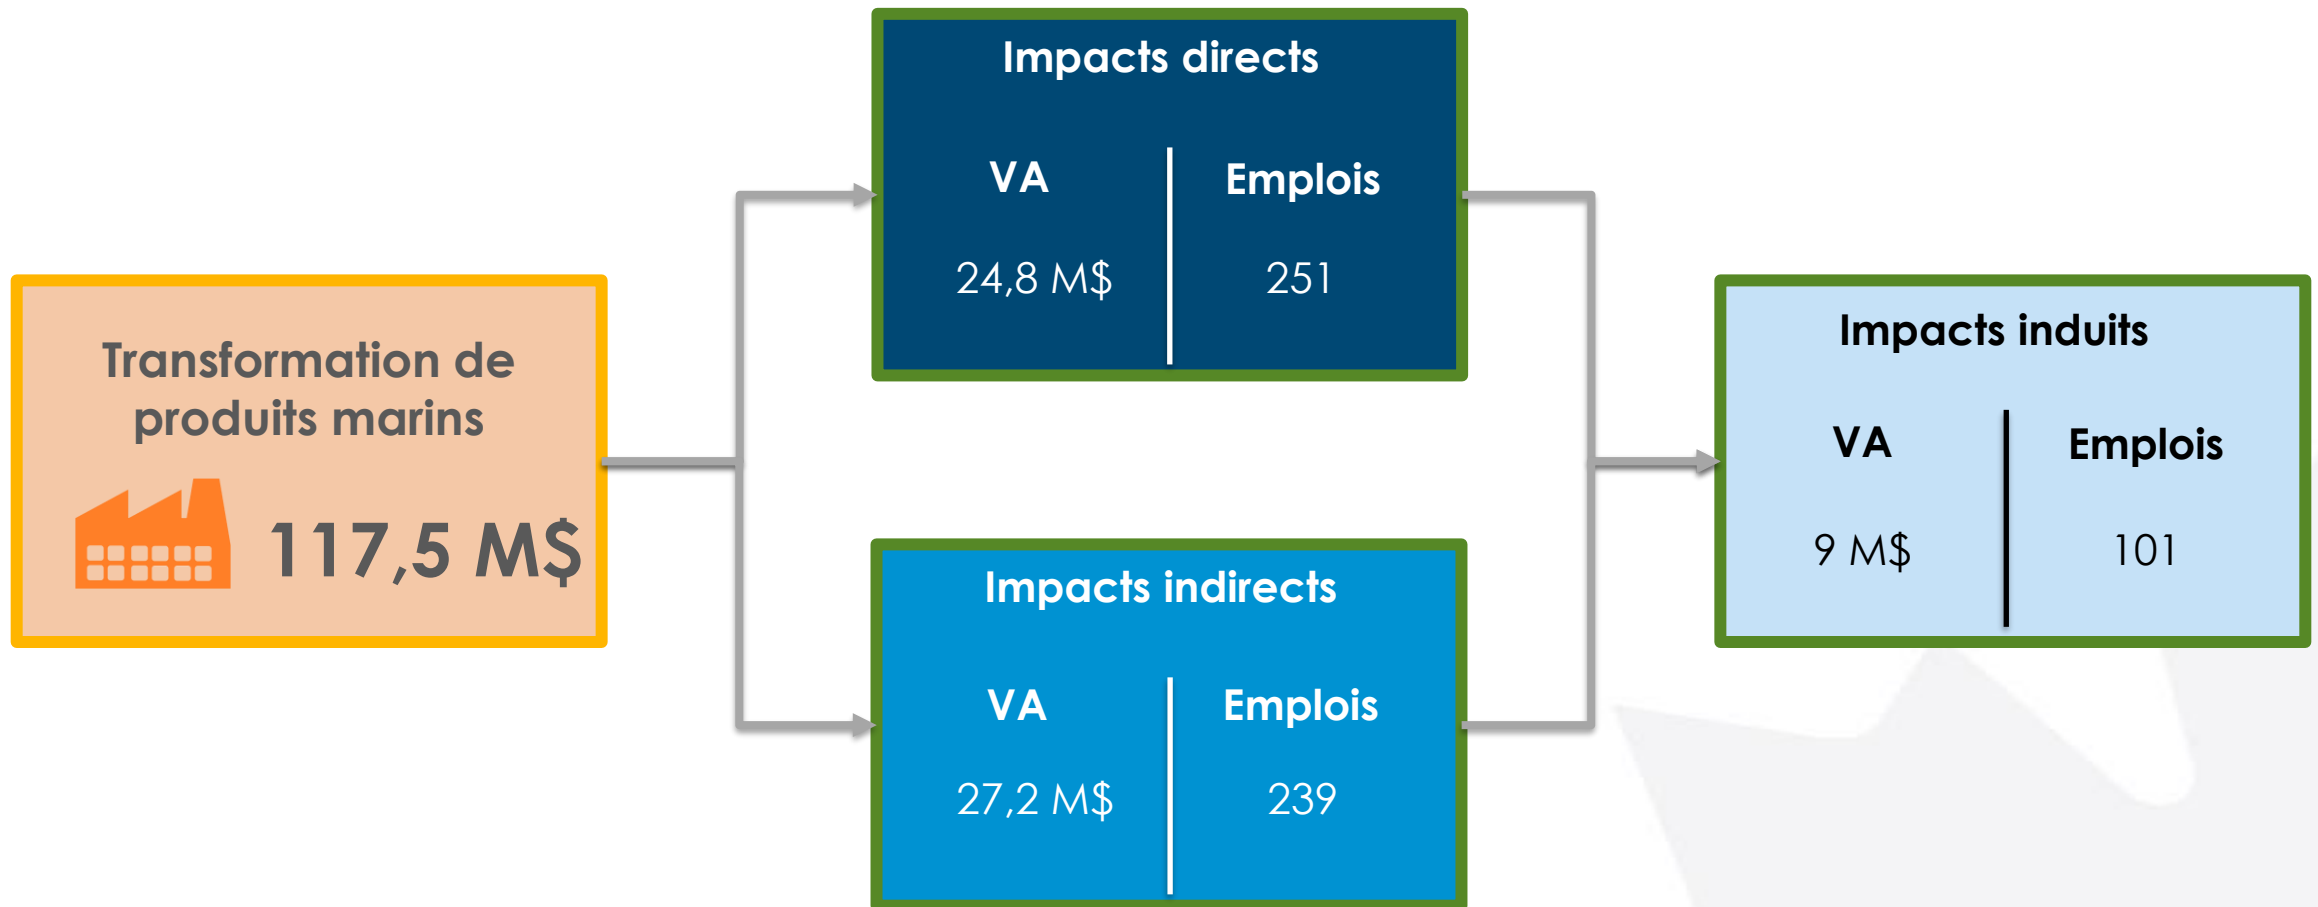 Transformation de
produits marins
117,5 M$
Impacts directs
VA
Emplois
24,8 M$
251
Impacts indirects
VA
Emplois
27,2 M$
239
Impacts induits
VA
Emplois
9 M$
101